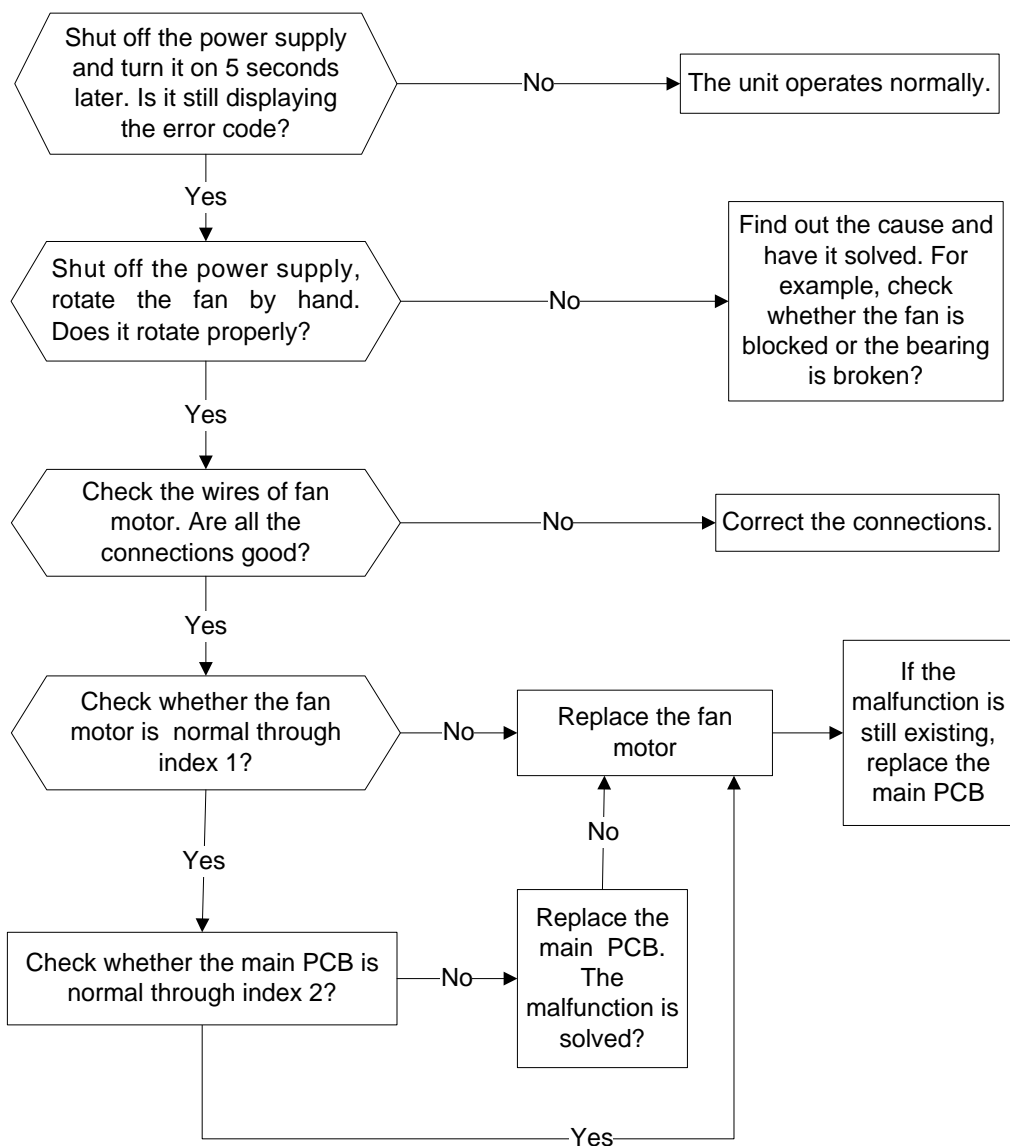 Shut off the power supply
and turn it on 5 seconds
later. Is it still displaying
the error code?
No
The unit operates normally.
Yes
Shut off the power supply,
rotate the fan by hand.
Does it rotate properly?
No
Find out the cause and
have it solved. For
example, check
whether the fan is
blocked or the bearing
is broken?
Yes
Check the wires of fan
motor. Are all the
connections good?
No
Correct the connections.
Yes
Check whether the fan
motor is normal through
index 1?
No
Replace the fan
motor
If the
malfunction is
still existing,
replace the
main PCB
Yes
No
Check whether the main PCB is
normal through index 2?
No
Replace the
main PCB.
The
malfunction is
solved?
Yes